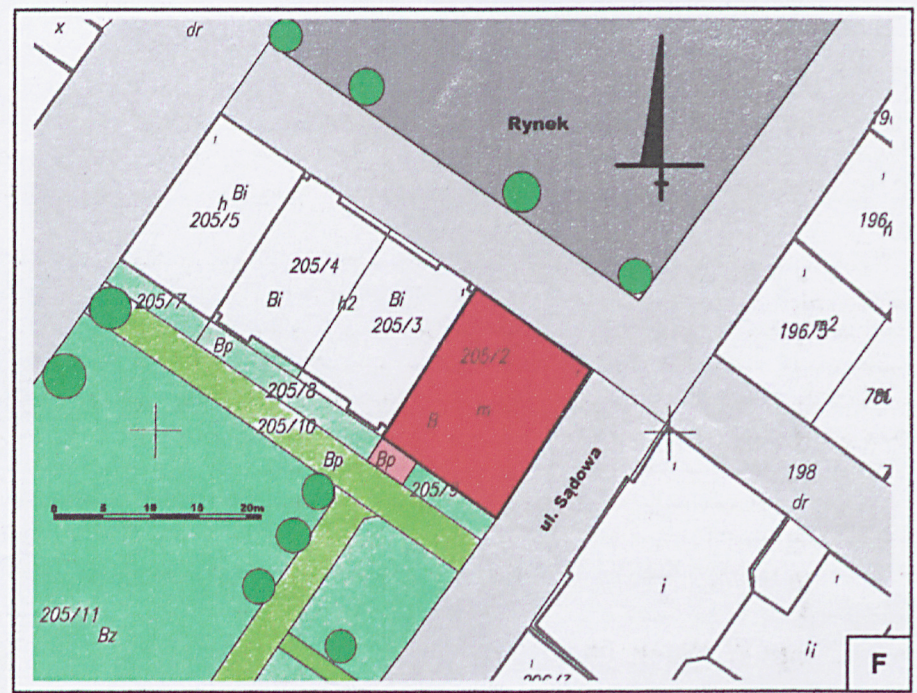 x
dr
Rynek
196
h Bi
205/5
205/4
Bi
h2
Bi
205/3
205/2
m
205/7
Bp
205/8
205/10
Bp
Bp
205/9
ul. Sądowa
0 5 10 15 20m
205/11
Bz
196/5
198
dr
i
ii
F